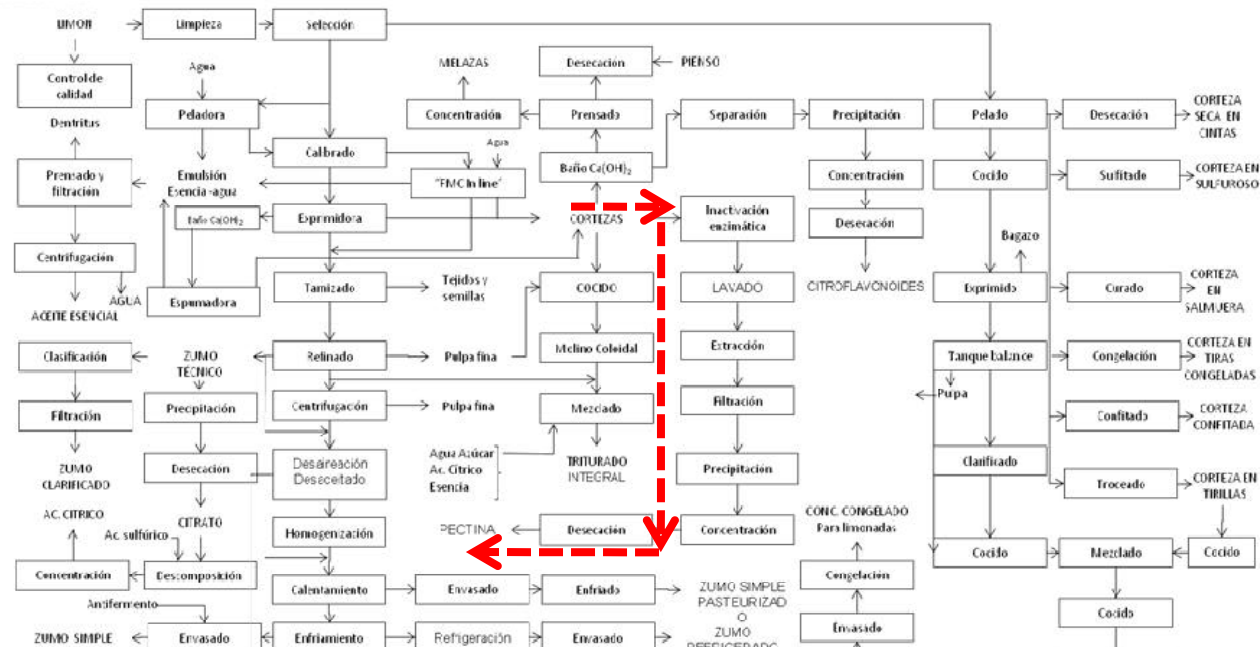 LIMON
Limpieza
Selección
Control de
calidad
Dentritus
Prensado y
filtración
Centrifugación
AGUA
ACEITE ESENCIAL
Agua
Peladora
Emulsión
Esencia-agua
Baño Ca(OH)2
Espumadora
Calibrado
"FMC In line"
Agua
Exprimidora
Tamizado
Tejidos y
semillas
MELAZAS
Concentración
Desecación
PIENSO
Prensado
Baño Ca(OH)2
CORTEZAS
COCIDO
Molino Coloidal
Mezclado
TRITURADO
INTEGRAL
Agua Azúcar
Ac. Cítrico
Esencia
Separación
Precipitación
Concentración
Desecación
CITROFLAVONOIDES
Inactivación
enzimática
LAVADO
Extracción
Filtración
Precipitación
Concentración
Desecación
PECTINA
Refinado
Pulpa fina
Centrifugación
Pulpa fina
Desaireación
Desaceitado
Homogenización
Calentamiento
Envasado
Enfriado
ZUMO SIMPLE
PASTEURIZAD
O
ZUMO
REFRIGERADO
Enfriamiento
Refrigeración
Envasado
Clasificación
ZUMO
TÉCNICO
Filtración
ZUMO
CLARIFICADO
Precipitación
Desecación
CITRATO
AC. CITRICO
Ac. sulfúrico
Concentración
Descomposición
Antifermento
ZUMO SIMPLE
Envasado
CONC. CONGELADO
Para limonadas
Congelación
Envasado
Pelado
Desecación
CORTEZA
SECA EN
CINTAS
Cocido
Sulfitado
CORTEZA EN
SULFUROSO
Bagazo
Exprimido
Curado
CORTEZA
EN
SALMUERA
Tanque balance
Congelación
CORTEZA EN
TIRAS
CONGELADAS
Pulpa
Confitado
CORTEZA
CONFITADA
Clarificado
Troceado
CORTEZA EN
TIRILLAS
Cocido
Mezclado
Cocido
Cocido